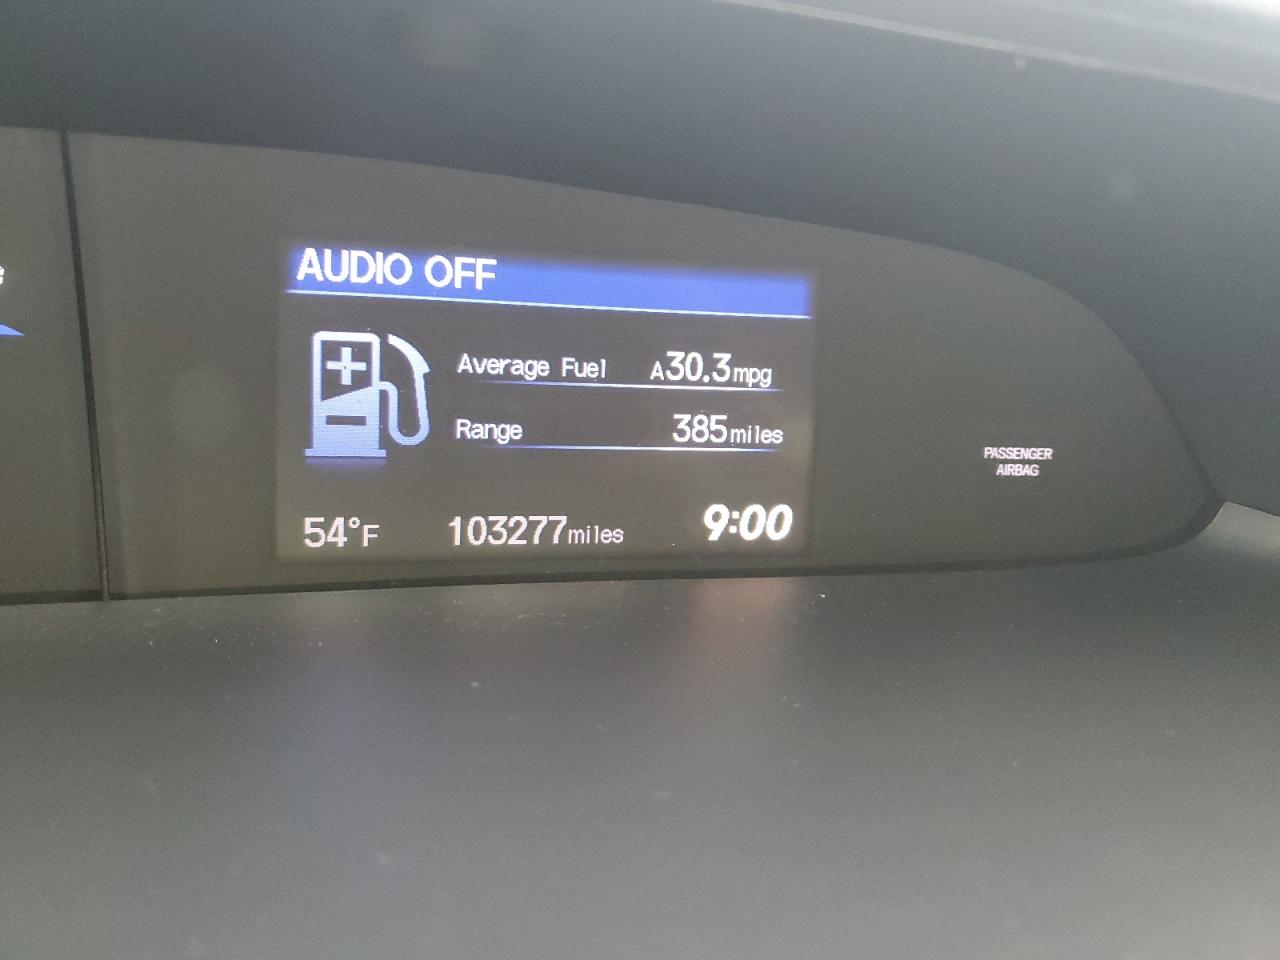 AUDIO OFF
Average Fuel A30.3mpg
Range 385miles
54°F 103277miles 9:00
PASSENGER
AIRBAG